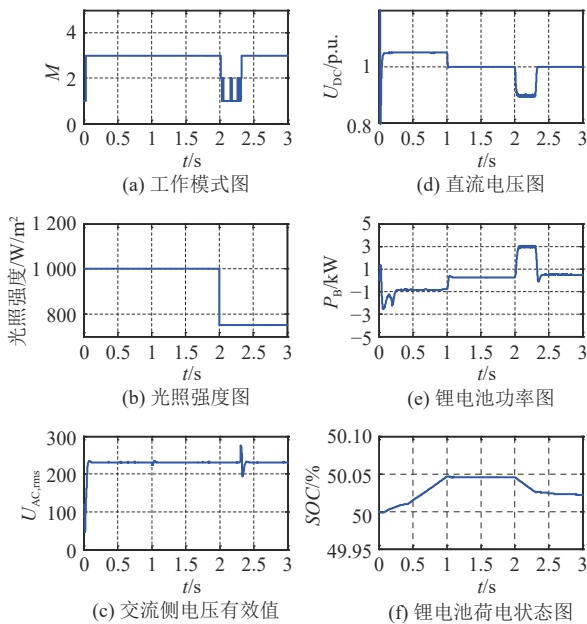 4
2
0
M
0 0.5 1 1.5 2 2.5 3
t/s
(a) 工作模式图
1.2
1
0.8
U_DC/p.u.
0 0.5 1 1.5 2 2.5 3
t/s
(d) 直流电压图
1 200
1 000
800
光照强度/W/m²
0 0.5 1 1.5 2 2.5 3
t/s
(b) 光照强度图
5
3
1
−1
−3
−5
P_B/kW
0 0.5 1 1.5 2 2.5 3
t/s
(e) 锂电池功率图
300
200
100
0
U_AC,rms
0 0.5 1 1.5 2 2.5 3
t/s
(c) 交流侧电压有效值
50.10
50.05
50
49.95
SOC/%
0 0.5 1 1.5 2 2.5 3
t/s
(f) 锂电池荷电状态图